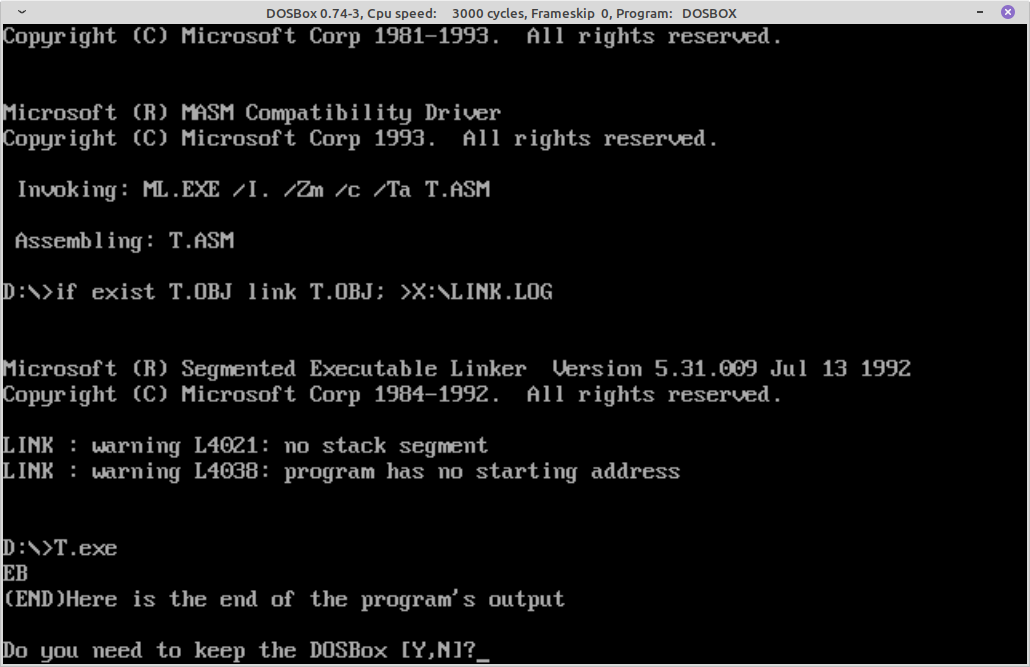 DOSBox 0.74-3, Cpu speed:    3000 cycles, Frameskip  0, Program:   DOSBOX
Copyright (C) Microsoft Corp 1981-1993.  All rights reserved.
Microsoft (R) MASM Compatibility Driver
Copyright (C) Microsoft Corp 1993.  All rights reserved.
 Invoking: ML.EXE /I. /Zm /c /Ta T.ASM
 Assembling: T.ASM
D:\>if exist T.OBJ link T.OBJ; >X:\LINK.LOG
Microsoft (R) Segmented Executable Linker  Version 5.31.009 Jul 13 1992
Copyright (C) Microsoft Corp 1984-1992.  All rights reserved.
LINK : warning L4021: no stack segment
LINK : warning L4038: program has no starting address
D:\>T.exe
EB
(END)Here is the end of the program's output
Do you need to keep the DOSBox [Y,N]?_